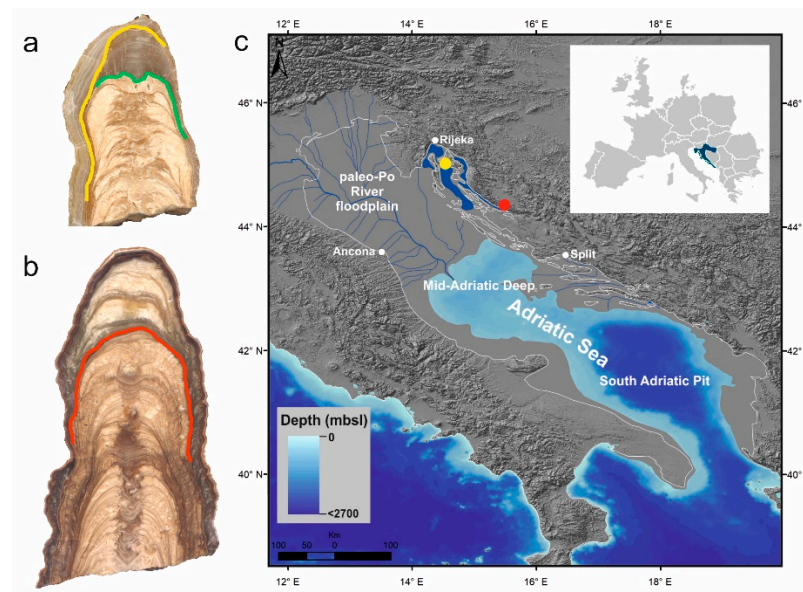 a
b
c
12° E
14° E
16° E
18° E
46° N
46° N
44° N
44° N
42° N
42° N
40° N
40° N
Rijeka
paleo-Po
River
floodplain
Ancona
Split
Mid-Adriatic Deep
Adriatic Sea
South Adriatic Pit
Depth (mbsl)
0
<2700
Km
100 50 0 100
12° E
14° E
16° E
18° E